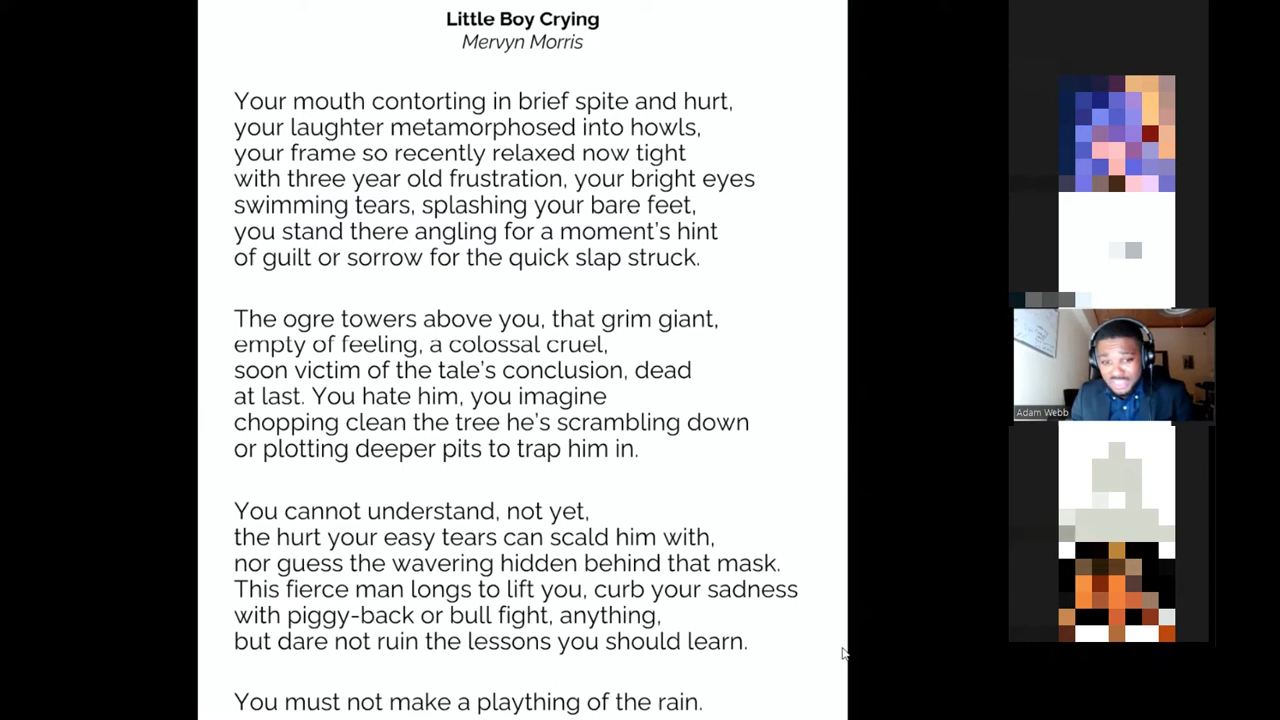 Little Boy Crying
Mervyn Morris
Your mouth contorting in brief spite and hurt,
your laughter metamorphosed into howls,
your frame so recently relaxed now tight
with three year old frustration, your bright eyes
swimming tears, splashing your bare feet,
you stand there angling for a moment’s hint
of guilt or sorrow for the quick slap struck.
The ogre towers above you, that grim giant,
empty of feeling, a colossal cruel,
soon victim of the tale’s conclusion, dead
at last. You hate him, you imagine
chopping clean the tree he’s scrambling down
or plotting deeper pits to trap him in.
You cannot understand, not yet,
the hurt your easy tears can scald him with,
nor guess the wavering hidden behind that mask.
This fierce man longs to lift you, curb your sadness
with piggy-back or bull fight, anything,
but dare not ruin the lessons you should learn.
You must not make a plaything of the rain.
Adam Webb